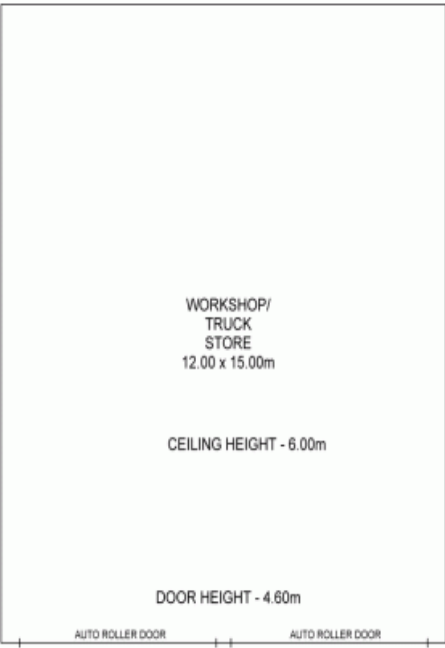 WORKSHOP/
TRUCK
STORE
12.00 x 15.00m
CEILING HEIGHT - 6.00m
DOOR HEIGHT - 4.60m
AUTO ROLLER DOOR
AUTO ROLLER DOOR